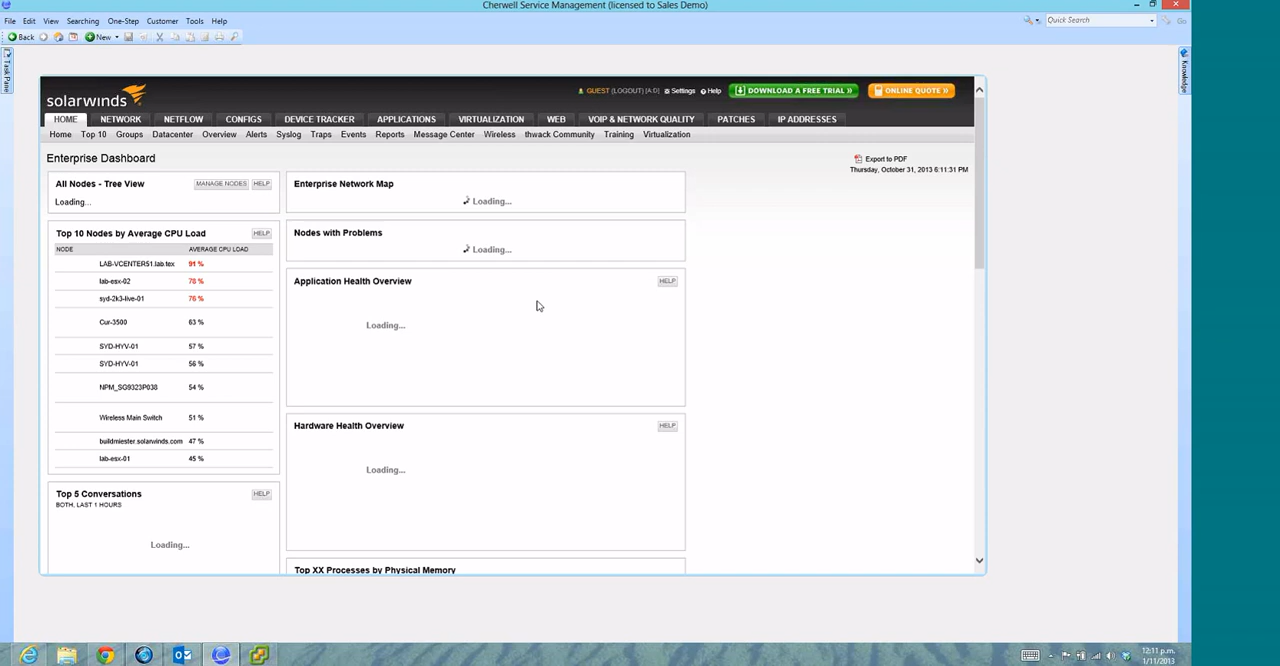 Cherwell Service Management (licensed to Sales Demo)
File Edit View Searching One-Step Customer Tools Help
Quick Search
Go
Back New
Task Pane
Knowledge
solarwinds
GUEST (LOGOUT) [A.D] Settings Help DOWNLOAD A FREE TRIAL » ONLINE QUOTE »
HOME NETWORK NETFLOW CONFIGS DEVICE TRACKER APPLICATIONS VIRTUALIZATION WEB VOIP & NETWORK QUALITY PATCHES IP ADDRESSES
Home Top 10 Groups Datacenter Overview Alerts Syslog Traps Events Reports Message Center Wireless thwack Community Training Virtualization
Enterprise Dashboard
Export to PDF
Thursday, October 31, 2013 6:11:31 PM
All Nodes - Tree View MANAGE NODES HELP
Loading...
Top 10 Nodes by Average CPU Load HELP
NODE AVERAGE CPU LOAD
LAB-VCENTER51.lab.tex 91 %
lab-esx-02 78 %
syd-2k3-live-01 76 %
Cur-3500 63 %
SYD-HYV-01 57 %
SYD-HYV-01 56 %
NPM_SG9323P038 54 %
Wireless Main Switch 51 %
buildmiester.solarwinds.com 47 %
lab-esx-01 45 %
Top 5 Conversations HELP
BOTH, LAST 1 HOURS
Loading...
Enterprise Network Map
Loading...
Nodes with Problems
Loading...
Application Health Overview HELP
Loading...
Hardware Health Overview HELP
Loading...
Top XX Processes by Physical Memory
12:11 p.m.
1/11/2013